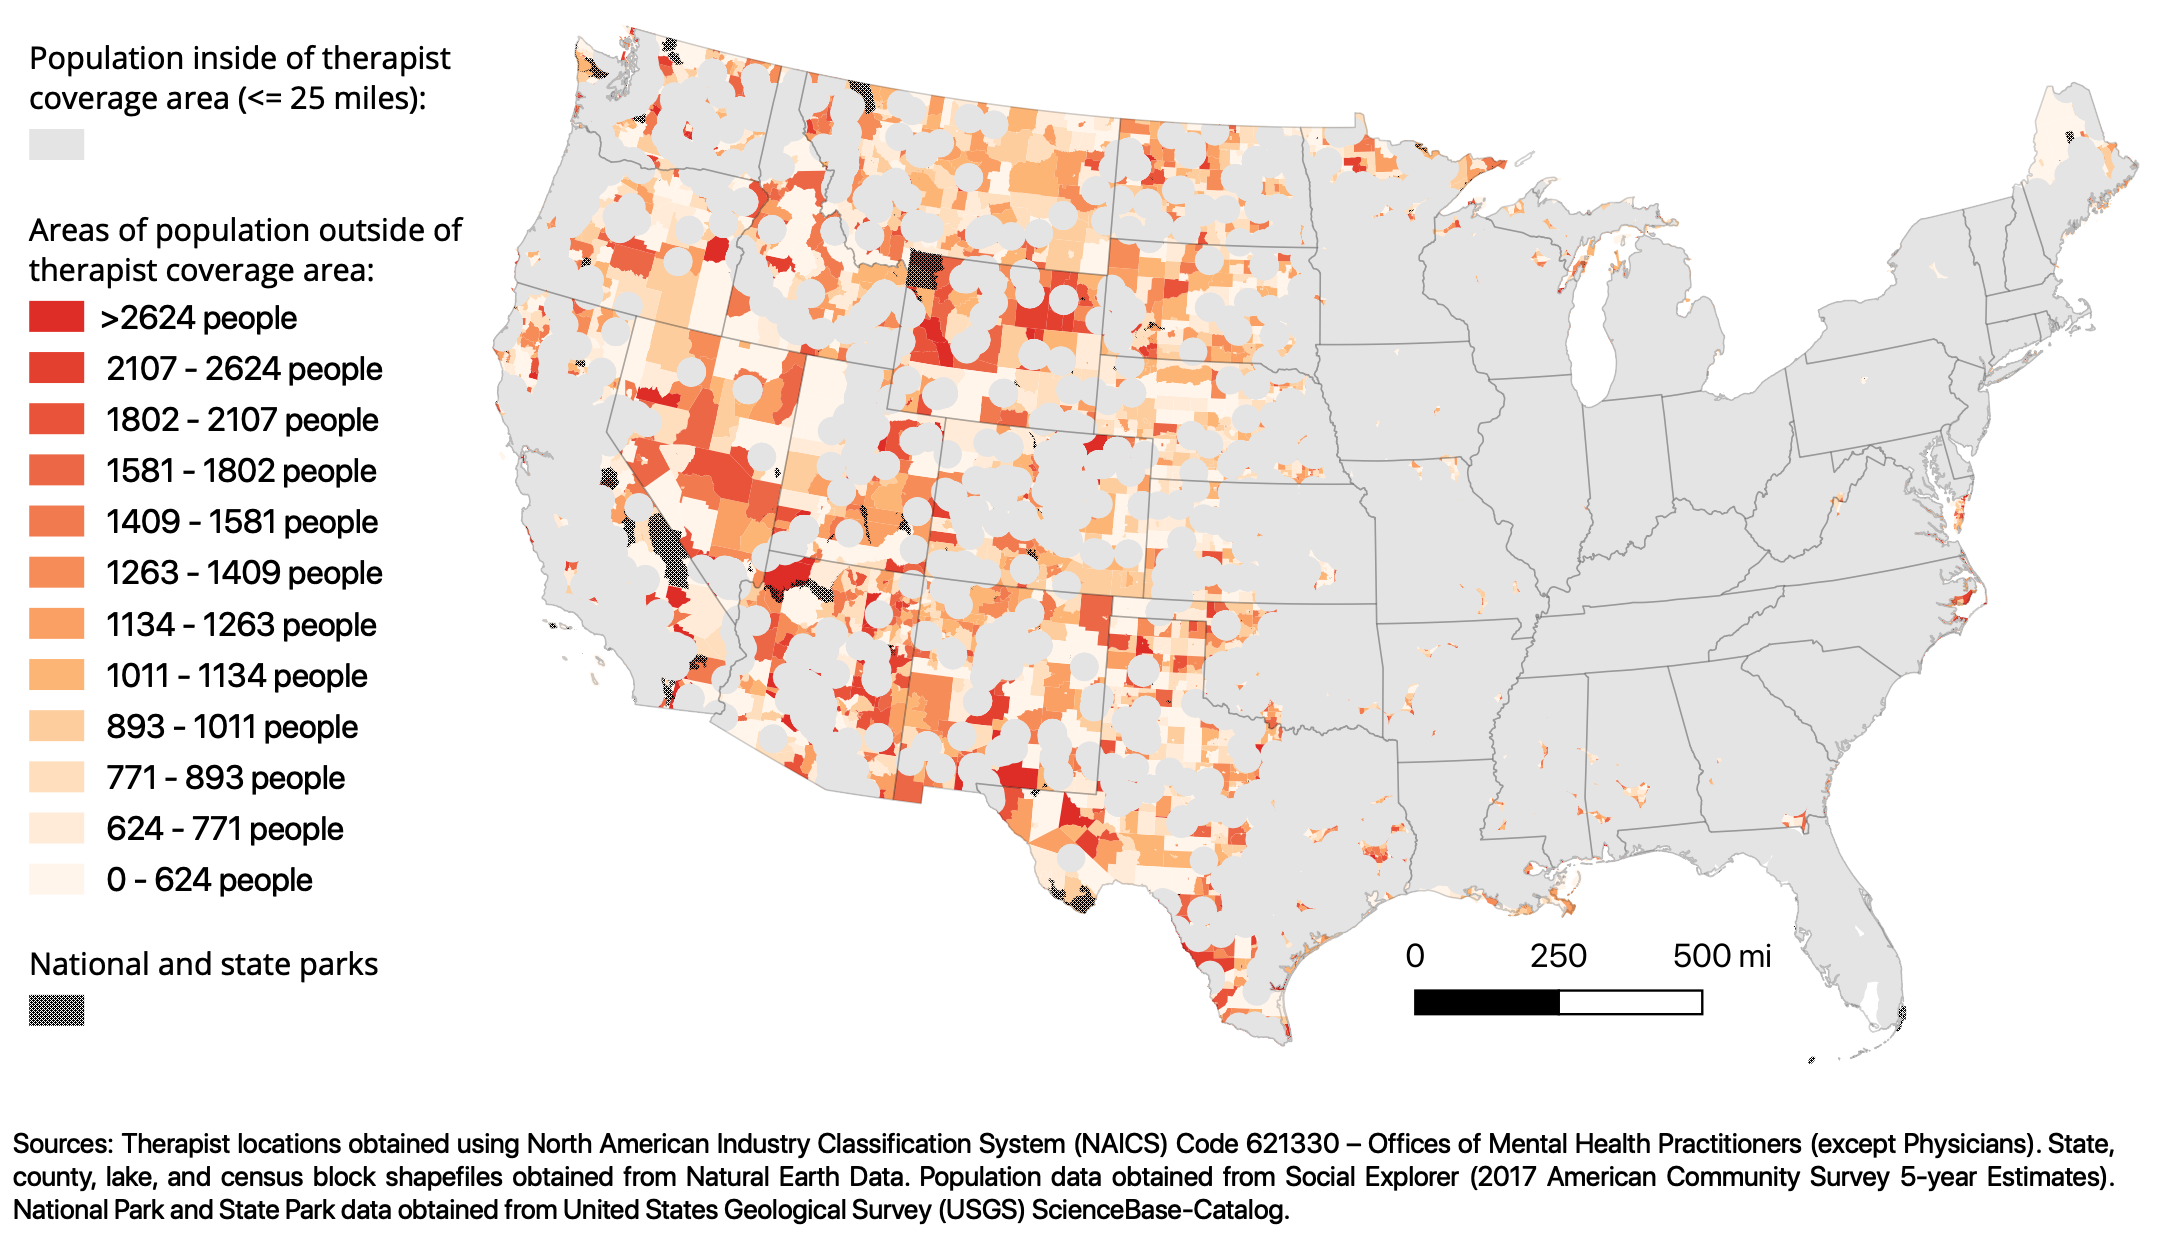 Population inside of therapist
coverage area (<= 25 miles):
Areas of population outside of
therapist coverage area:
>2624 people
2107 - 2624 people
1802 - 2107 people
1581 - 1802 people
1409 - 1581 people
1263 - 1409 people
1134 - 1263 people
1011 - 1134 people
893 - 1011 people
771 - 893 people
624 - 771 people
0 - 624 people
National and state parks
0 250 500 mi
Sources: Therapist locations obtained using North American Industry Classification System (NAICS) Code 621330 – Offices of Mental Health Practitioners (except Physicians). State,
county, lake, and census block shapefiles obtained from Natural Earth Data. Population data obtained from Social Explorer (2017 American Community Survey 5-year Estimates).
National Park and State Park data obtained from United States Geological Survey (USGS) ScienceBase-Catalog.